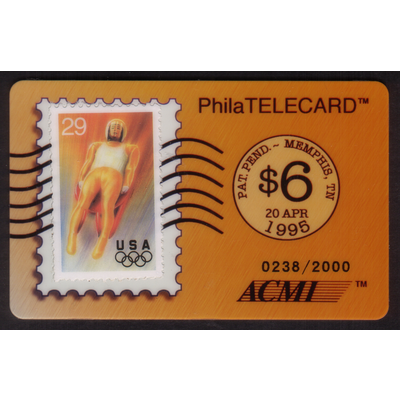 PhilaTELECARD™
29
USA
PAT. PEND. ~ MEMPHIS, TN
$6
20 APR
1995
0238/2000
ACMI™